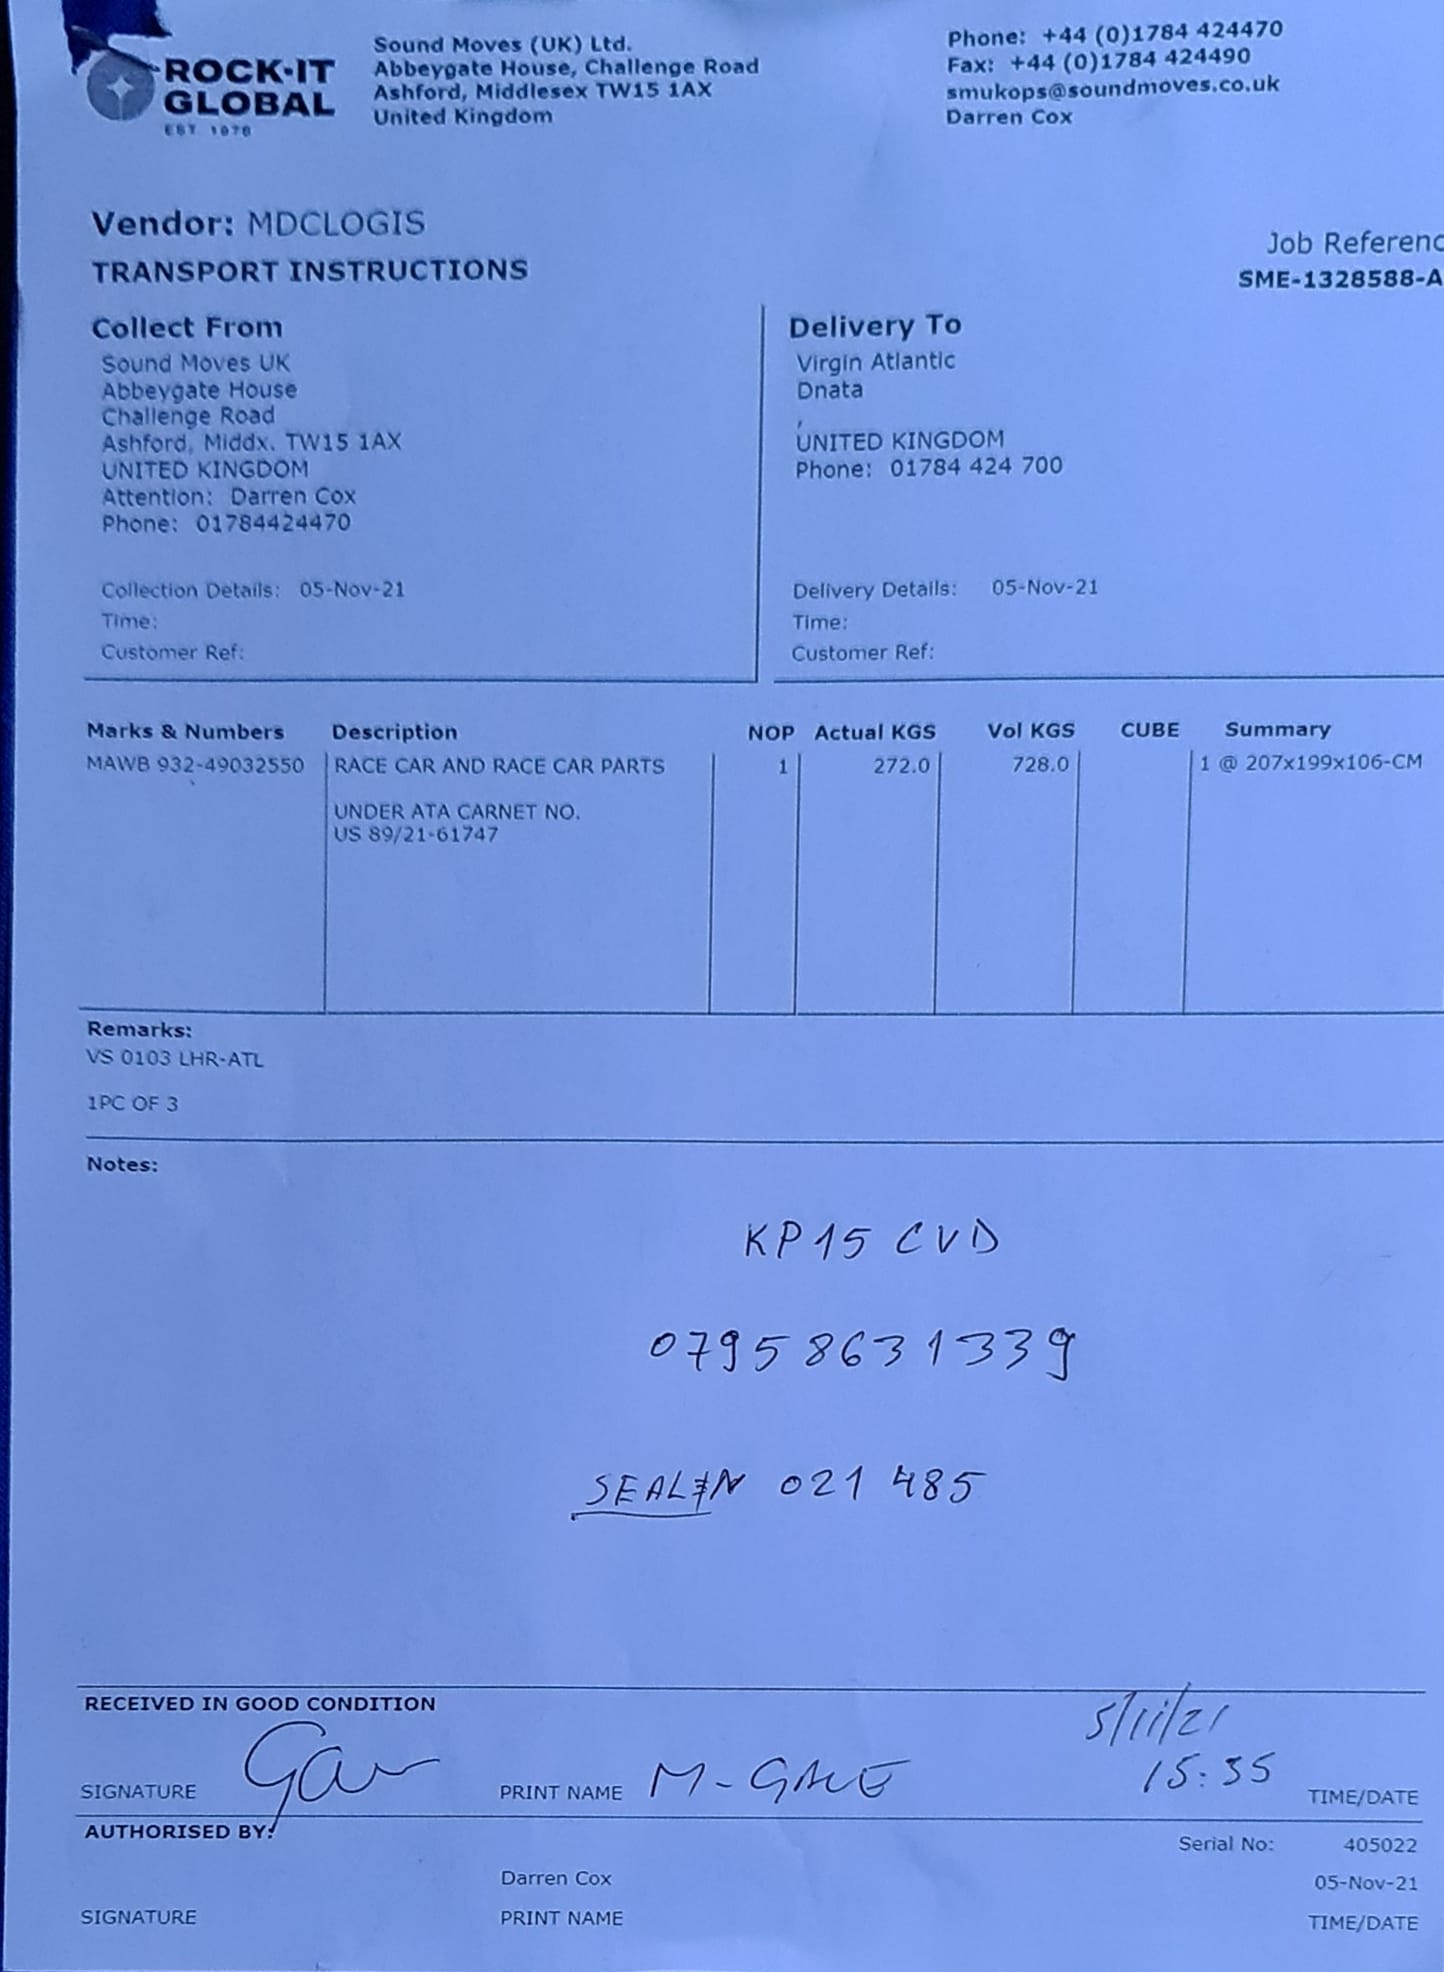 ROCK-IT GLOBAL
EST 1978
Sound Moves (UK) Ltd.
Abbeygate House, Challenge Road
Ashford, Middlesex TW15 1AX
United Kingdom
Phone: +44 (0)1784 424470
Fax: +44 (0)1784 424490
smukops@soundmoves.co.uk
Darren Cox
Vendor: MDCLOGIS
TRANSPORT INSTRUCTIONS
Job Referenc
SME-1328588-A
Collect From
Sound Moves UK
Abbeygate House
Challenge Road
Ashford, Middx. TW15 1AX
UNITED KINGDOM
Attention: Darren Cox
Phone: 01784424470
Collection Details: 05-Nov-21
Time:
Customer Ref:
Delivery To
Virgin Atlantic
Dnata
,
UNITED KINGDOM
Phone: 01784 424 700
Delivery Details: 05-Nov-21
Time:
Customer Ref:
Marks & Numbers Description NOP Actual KGS Vol KGS CUBE Summary
MAWB 932-49032550 RACE CAR AND RACE CAR PARTS 1 272.0 728.0 1 @ 207x199x106-CM
UNDER ATA CARNET NO.
US 89/21-61747
Remarks:
VS 0103 LHR-ATL
1PC OF 3
Notes:
KP15 CVD
07958631339
021 485
RECEIVED IN GOOD CONDITION
5/11/21
15:35
SIGNATURE PRINT NAME TIME/DATE
AUTHORISED BY:
Serial No: 405022
Darren Cox 05-Nov-21
SIGNATURE PRINT NAME TIME/DATE